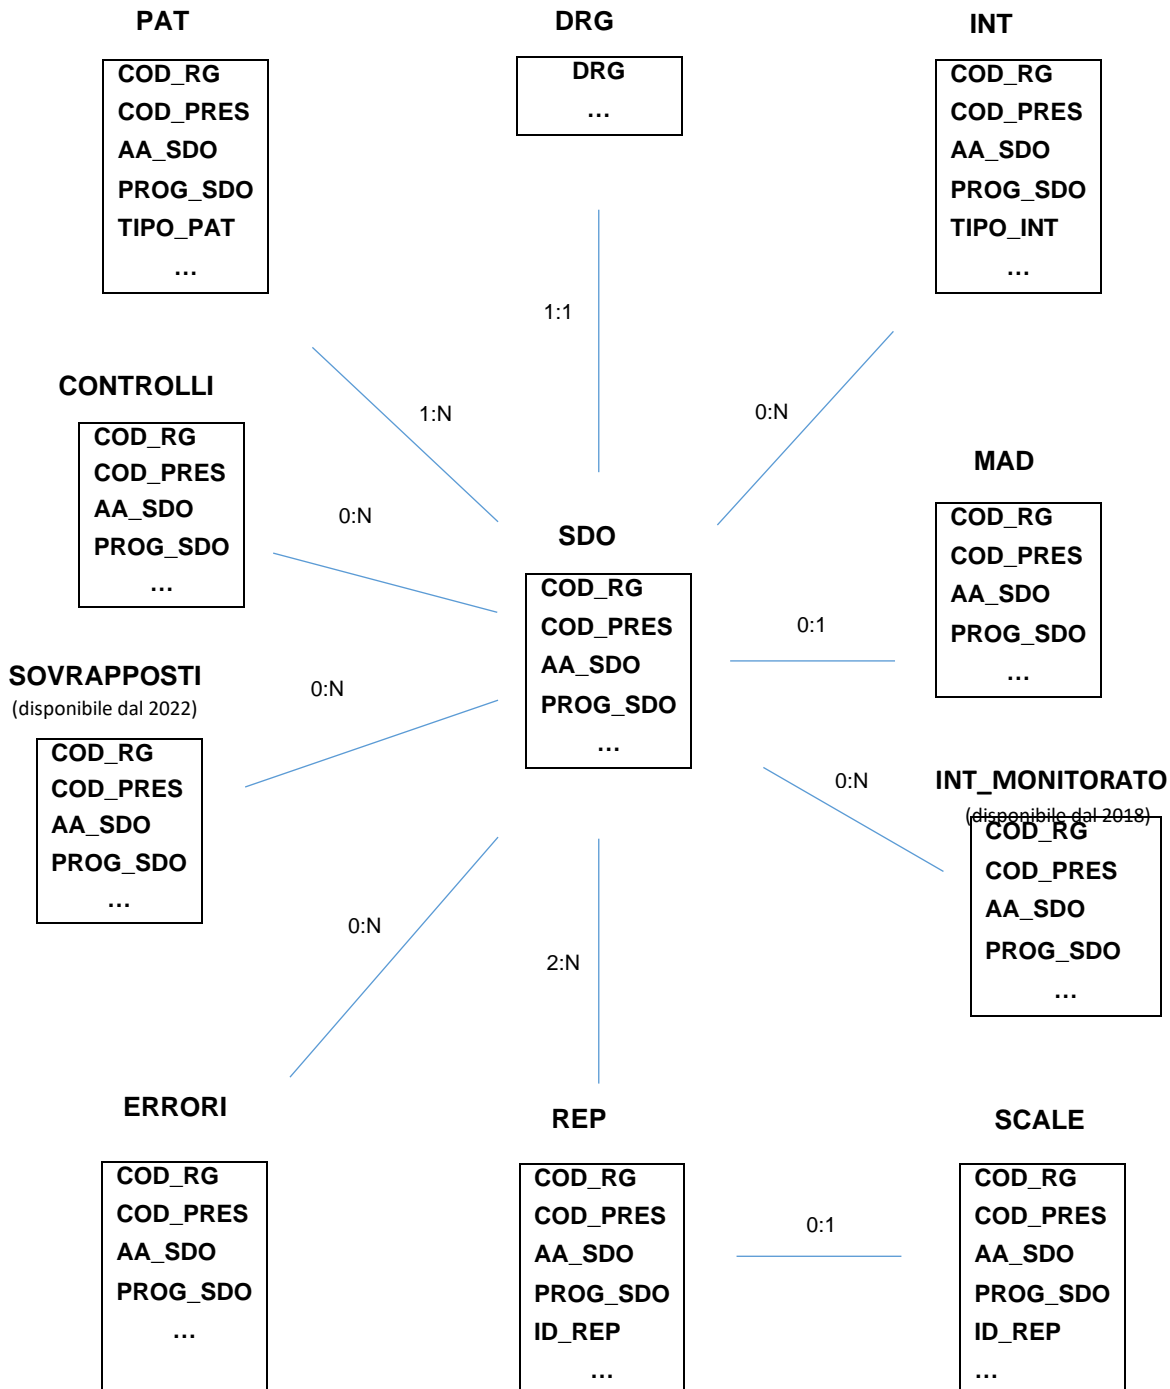 PAT
COD_RG
COD_PRES
AA_SDO
PROG_SDO
TIPO_PAT
...
DRG
DRG
...
INT
COD_RG
COD_PRES
AA_SDO
PROG_SDO
TIPO_INT
...
1:1
1:N
0:N
CONTROLLI
COD_RG
COD_PRES
AA_SDO
PROG_SDO
...
0:N
SDO
COD_RG
COD_PRES
AA_SDO
PROG_SDO
...
MAD
COD_RG
COD_PRES
AA_SDO
PROG_SDO
...
0:1
SOVRAPPOSTI
(disponibile dal 2022)
COD_RG
COD_PRES
AA_SDO
PROG_SDO
...
0:N
0:N
INT_MONITORATO
(disponibile dal 2018)
COD_RG
COD_PRES
AA_SDO
PROG_SDO
...
0:N
2:N
ERRORI
COD_RG
COD_PRES
AA_SDO
PROG_SDO
...
REP
COD_RG
COD_PRES
AA_SDO
PROG_SDO
ID_REP
...
0:1
SCALE
COD_RG
COD_PRES
AA_SDO
PROG_SDO
ID_REP
...